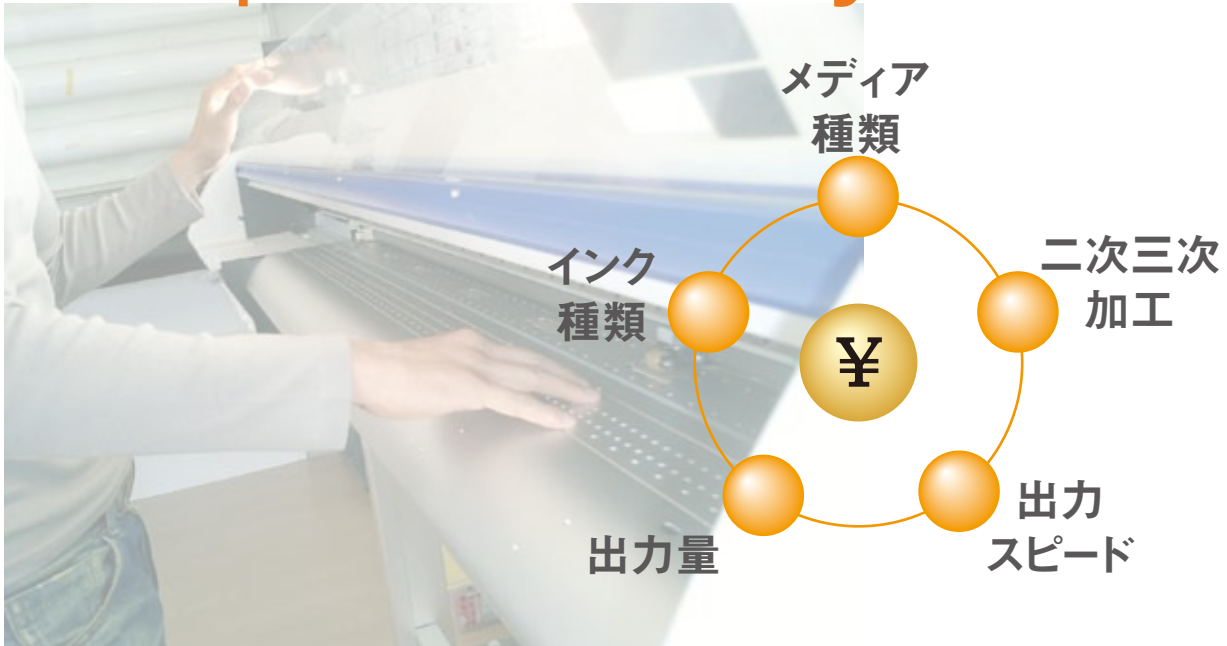 メディア
種類
二次三次
加工
インク
種類
¥
出力
スピード
出力量